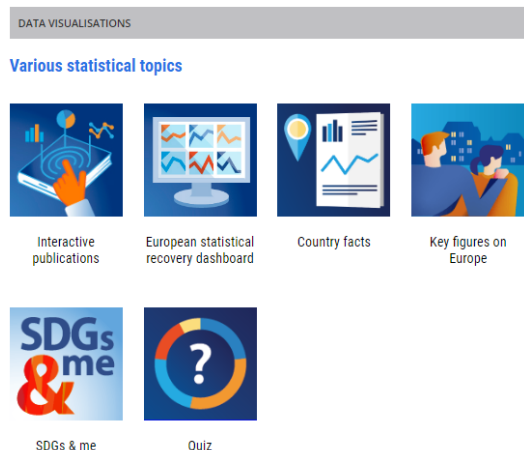 DATA VISUALISATIONS
Various statistical topics
Interactive
publications
European statistical
recovery dashboard
Country facts
Key figures on
Europe
SDGs
& me
?
SDGs & me
Quiz